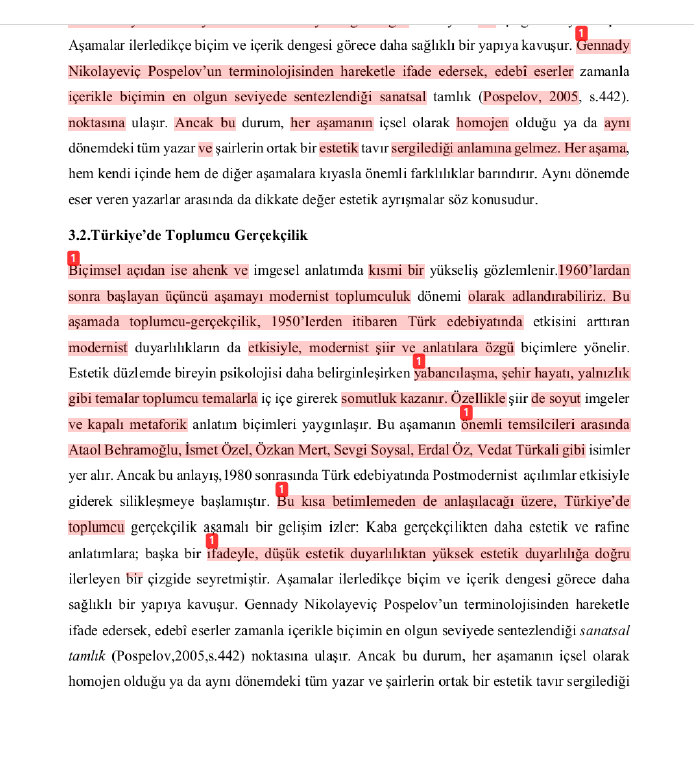 1
Aşamalar ilerledikçe biçim ve içerik dengesi görece daha sağlıklı bir yapıya kavuşur. Gennady
Nikolayeviç Pospelov’un terminolojisinden hareketle ifade edersek, edebî eserler zamanla
içerikle biçimin en olgun seviyede sentezlendiği sanatsal tamlık (Pospelov, 2005, s.442).
noktasına ulaşır. Ancak bu durum, her aşamanın içsel olarak homojen olduğu ya da aynı
dönemdeki tüm yazar ve şairlerin ortak bir estetik tavır sergilediği anlamına gelmez. Her aşama,
hem kendi içinde hem de diğer aşamalara kıyasla önemli farklılıklar barındırır. Aynı dönemde
eser veren yazarlar arasında da dikkate değer estetik ayrışmalar söz konusudur.
3.2.Türkiye’de Toplumcu Gerçekçilik
1
Biçimsel açıdan ise ahenk ve imgesel anlatımda kısmi bir yükseliş gözlemlenir.1960’lardan
sonra başlayan üçüncü aşamayı modernist toplumculuk dönemi olarak adlandırabiliriz. Bu
aşamada toplumcu-gerçekçilik, 1950’lerden itibaren Türk edebiyatında etkisini arttıran
modernist duyarlılıkların da etkisiyle, modernist şiir ve anlatılara özgü biçimlere yönelir.
1
Estetik düzlemde bireyin psikolojisi daha belirginleşirken yabancılaşma, şehir hayatı, yalnızlık
gibi temalar toplumcu temalarla iç içe girerek somutluk kazanır. Özellikle şiir de soyut imgeler
1
ve kapalı metaforik anlatım biçimleri yaygınlaşır. Bu aşamanın önemli temsilcileri arasında
Ataol Behramoğlu, İsmet Özel, Özkan Mert, Sevgi Soysal, Erdal Öz, Vedat Türkali gibi isimler
yer alır. Ancak bu anlayış,1980 sonrasında Türk edebiyatında Postmodernist açılımlar etkisiyle
1
giderek silikleşmeye başlamıştır. Bu kısa betimlemeden de anlaşılacağı üzere, Türkiye’de
toplumcu gerçekçilik aşamalı bir gelişim izler: Kaba gerçekçilikten daha estetik ve rafine
1
anlatımlara; başka bir ifadeyle, düşük estetik duyarlılıktan yüksek estetik duyarlılığa doğru
ilerleyen bir çizgide seyretmiştir. Aşamalar ilerledikçe biçim ve içerik dengesi görece daha
sağlıklı bir yapıya kavuşur. Gennady Nikolayeviç Pospelov’un terminolojisinden hareketle
ifade edersek, edebî eserler zamanla içerikle biçimin en olgun seviyede sentezlendiği sanatsal
tamlık (Pospelov,2005,s.442) noktasına ulaşır. Ancak bu durum, her aşamanın içsel olarak
homojen olduğu ya da aynı dönemdeki tüm yazar ve şairlerin ortak bir estetik tavır sergilediği